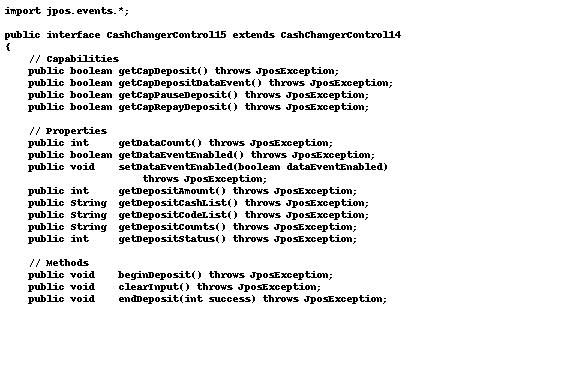 import jpos.events.*;

public interface CashChangerControl15 extends CashChangerControl14
{
    // Capabilities
    public boolean getCapDeposit() throws JposException;
    public boolean getCapDepositDataEvent() throws JposException;
    public boolean getCapPauseDeposit() throws JposException;
    public boolean getCapRepayDeposit() throws JposException;

    // Properties
    public int     getDataCount() throws JposException;
    public boolean getDataEventEnabled() throws JposException;
    public void    setDataEventEnabled(boolean dataEventEnabled)
                       throws JposException;
    public int     getDepositAmount() throws JposException;
    public String  getDepositCashList() throws JposException;
    public String  getDepositCodeList() throws JposException;
    public String  getDepositCounts() throws JposException;
    public int     getDepositStatus() throws JposException;

    // Methods
    public void    beginDeposit() throws JposException;
    public void    clearInput() throws JposException;
    public void    endDeposit(int success) throws JposException;